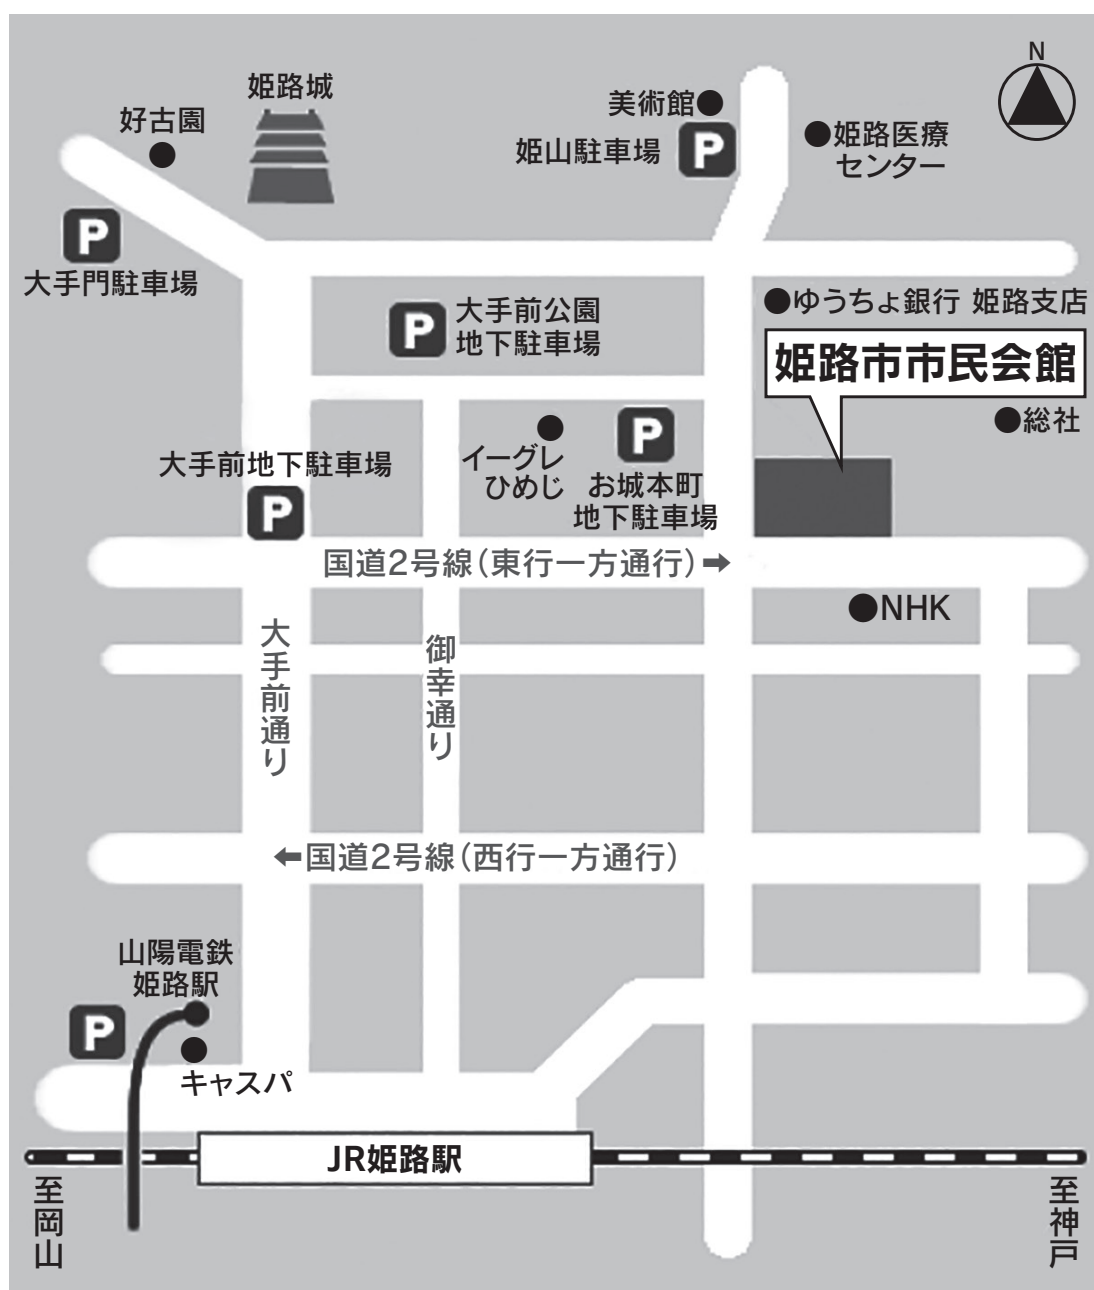 N
姫路城
好古園
美術館
姫山駐車場
P
姫路医療
センター
P
大手門駐車場
P
大手前公園
地下駐車場
ゆうちょ銀行 姫路支店
姫路市市民会館
総社
イーグレ
ひめじ
P
お城本町
地下駐車場
大手前地下駐車場
P
国道2号線(東行一方通行)➡
NHK
大手前通り
御幸通り
⬅国道2号線(西行一方通行)
山陽電鉄
姫路駅
P
キャスパ
JR姫路駅
至岡山
至神戸